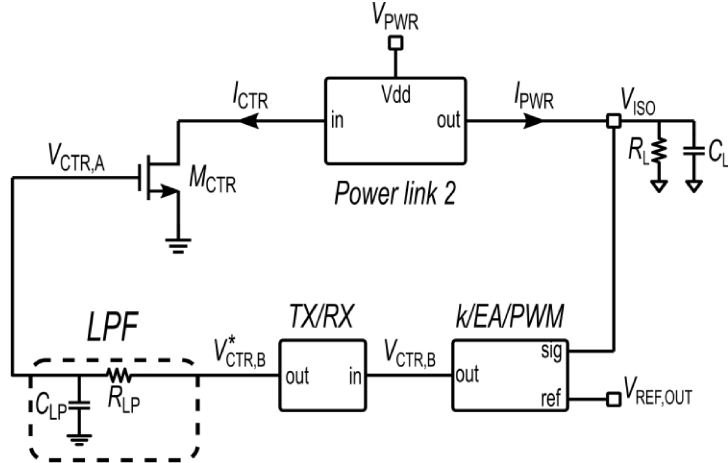 V_PWR
I_CTR
Vdd
I_PWR
V_ISO
in
out
V_CTR,A
R_L
C_L
M_CTR
Power link 2
LPF
TX/RX
k/EA/PWM
V*_CTR,B
V_CTR,B
sig
out
in
out
C_LP
R_LP
ref
V_REF,OUT